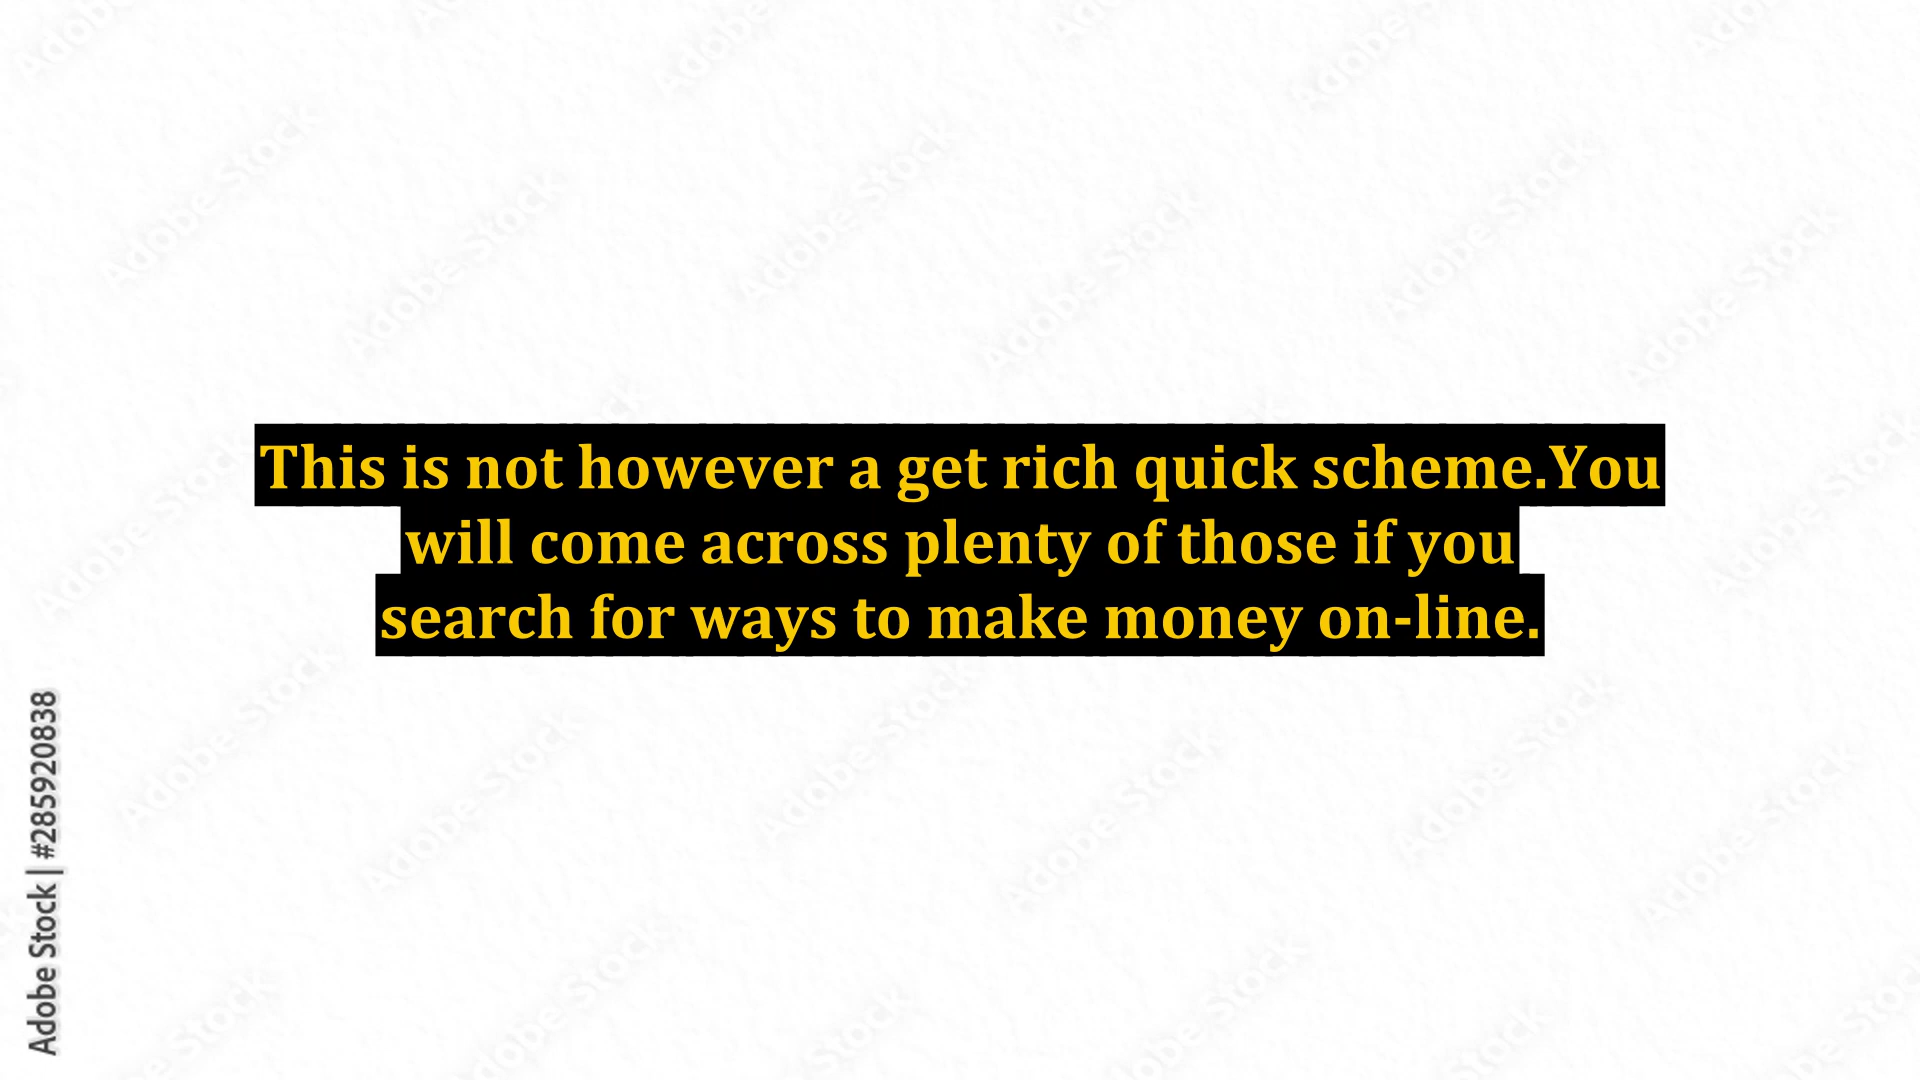 This is not however a get rich quick scheme.You
will come across plenty of those if you
search for ways to make money on-line.
Adobe Stock | #285920838